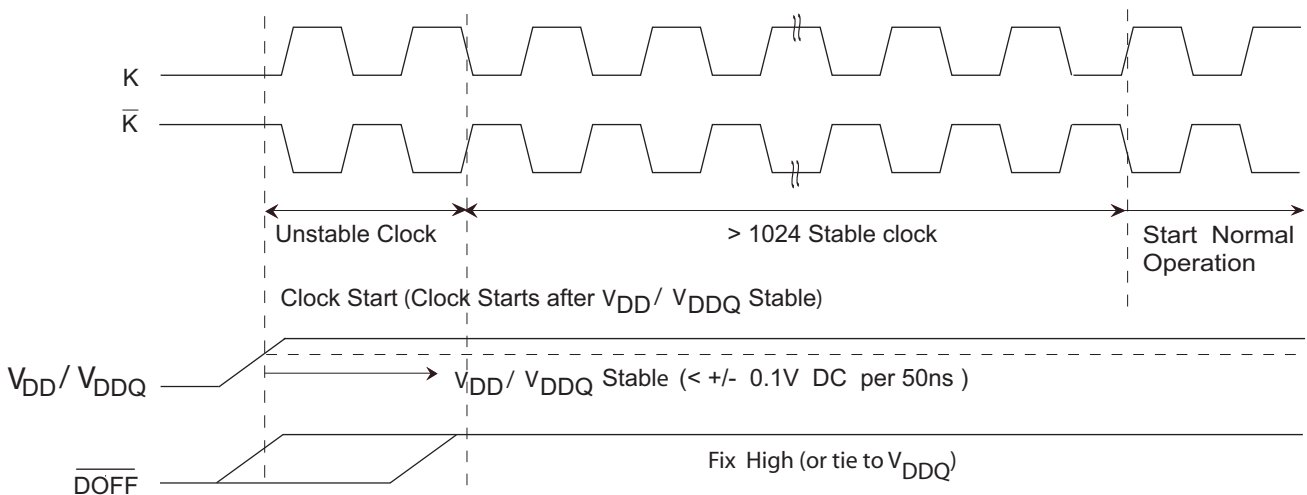 K
K̅
Unstable Clock
> 1024 Stable clock
Start Normal
Operation
Clock Start (Clock Starts after VDD / VDDQ Stable)
VDD / VDDQ
VDD / VDDQ Stable (< +/- 0.1V DC per 50ns )
Fix High (or tie to VDDQ)
D̅O̅F̅F̅